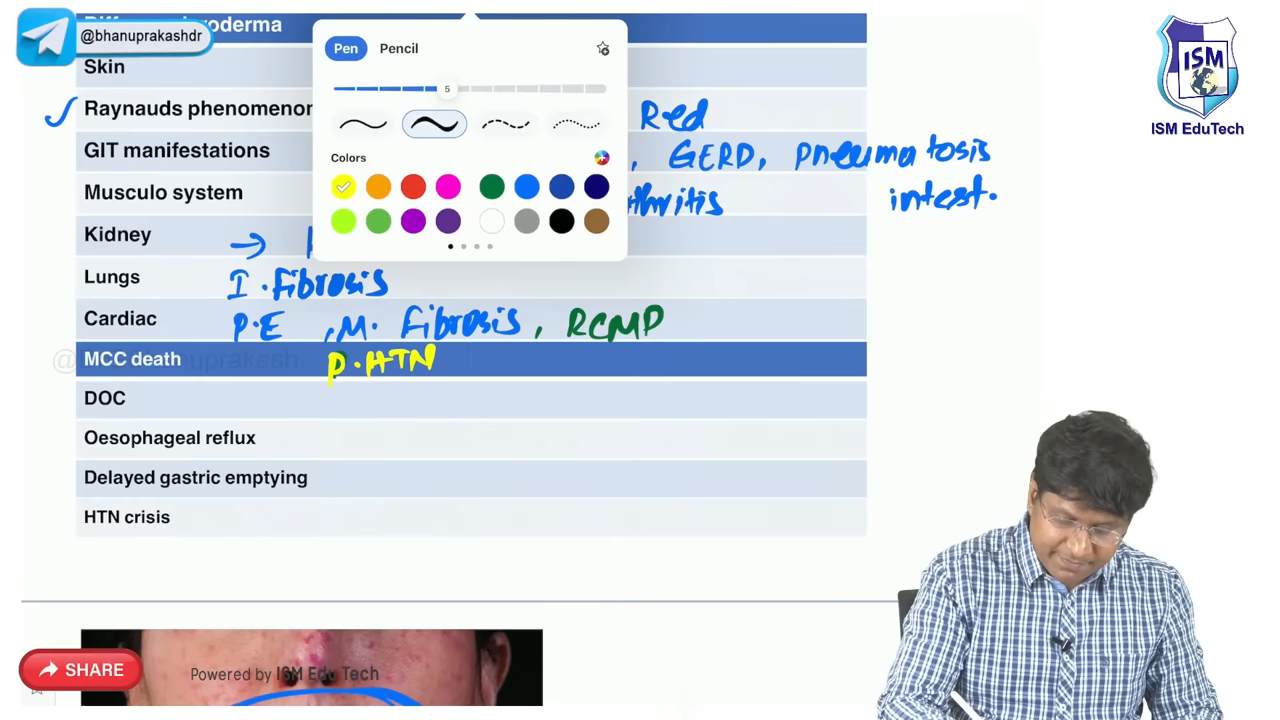 @bhanuprakashdr
Skin
Raynauds phenomenon
Red
GIT manifestations
, GERD, Pneumatosis
intest.
Musculo system
thritis
Kidney →
Lungs I. Fibrosis
Cardiac P.E , M. Fibrosis, RCMP
MCC death P.HTN
DOC
Oesophageal reflux
Delayed gastric emptying
HTN crisis
Pen Pencil
5
Colors
ISM
ISM EduTech
SHARE
Powered by ISM Edu Tech